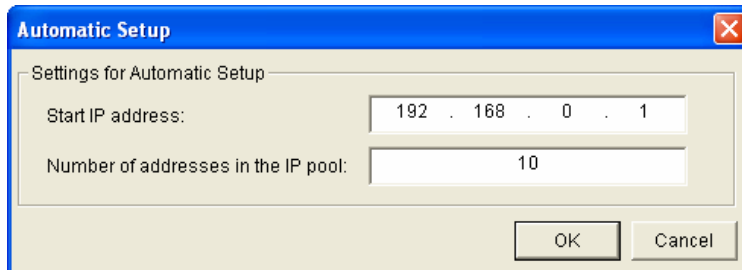 Automatic Setup
Settings for Automatic Setup
Start IP address: 192 . 168 . 0 . 1
Number of addresses in the IP pool: 10
OK Cancel